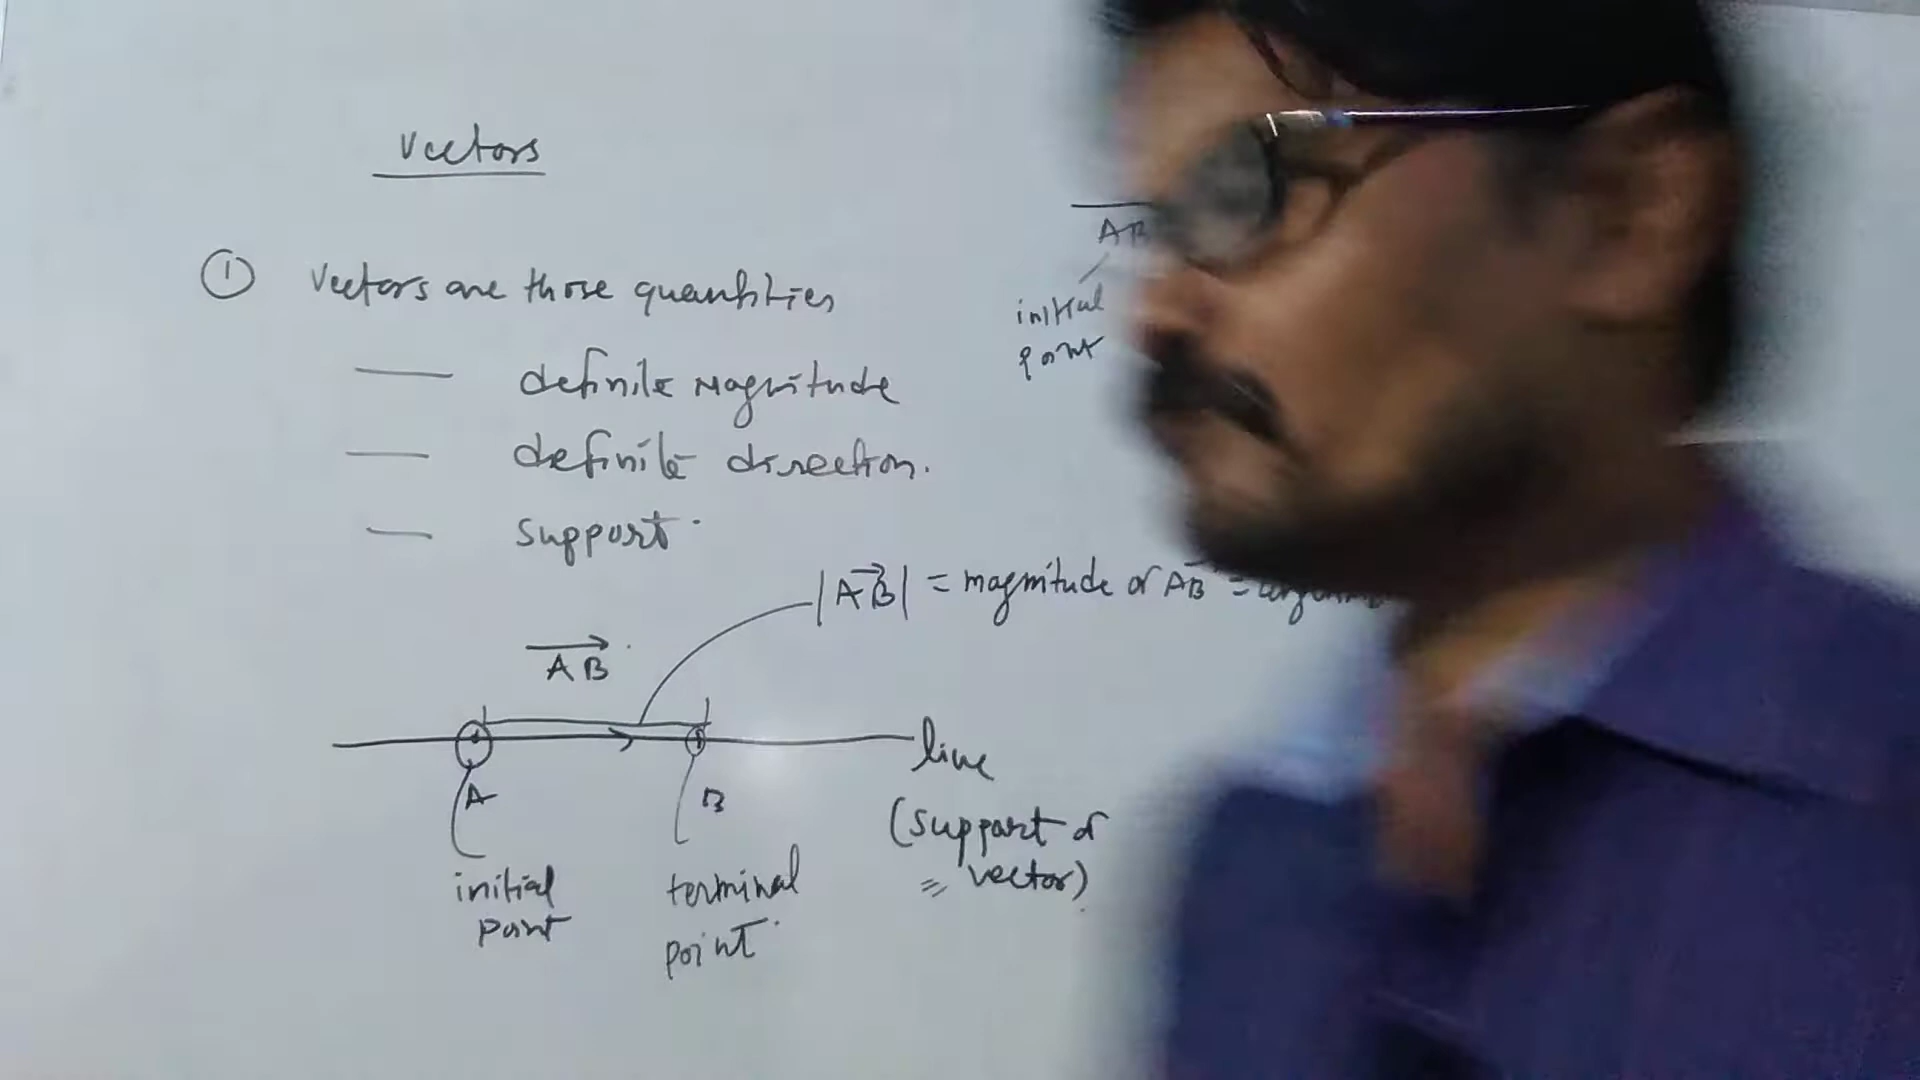 Vectors
① Vectors are those quantities
— definite Magnitude
— definite direction.
— support.
AB
initial
point
|AB| = magnitude of AB =
AB
line
A
B
(support of
vector)
initial
point
terminal
point